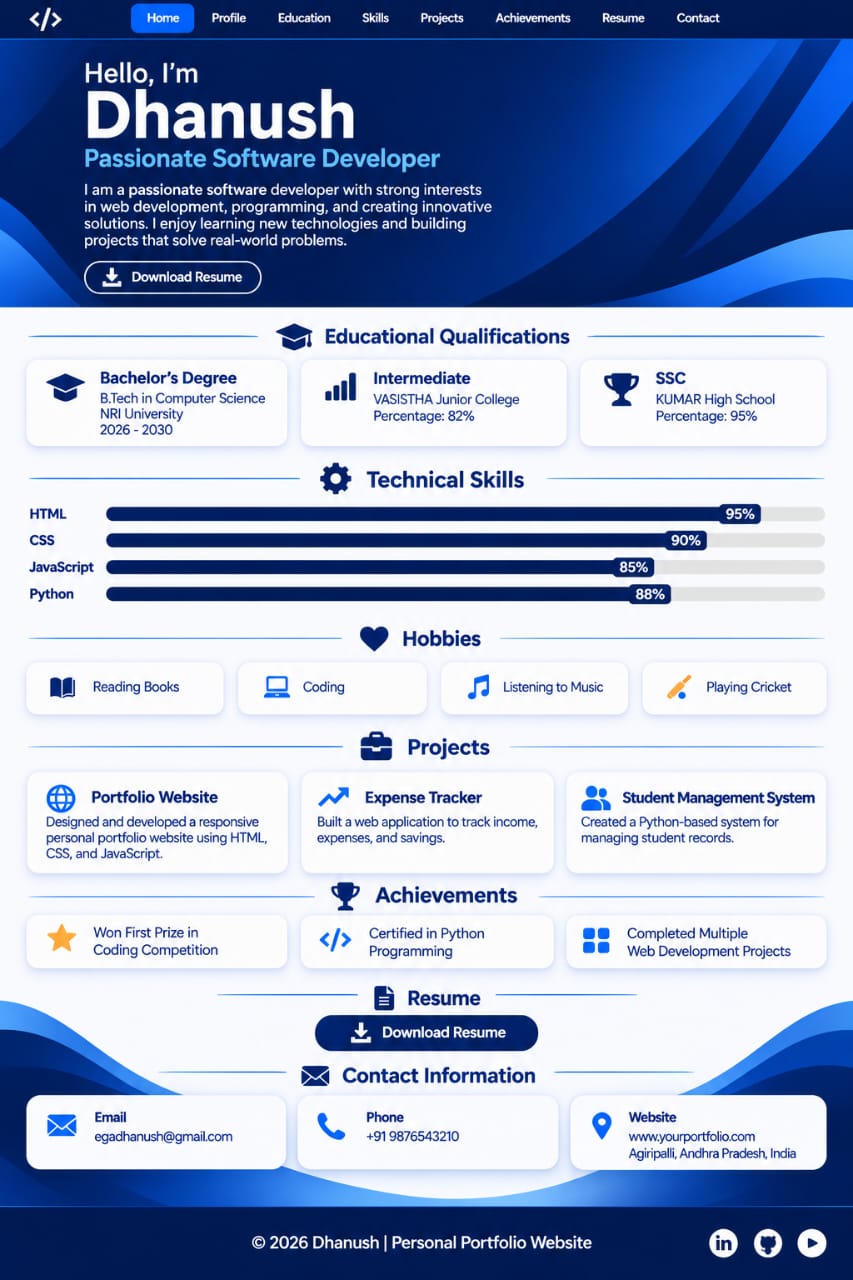 </>
Home Profile Education Skills Projects Achievements Resume Contact
Hello, I'm
Dhanush
Passionate Software Developer
I am a passionate software developer with strong interests
in web development, programming, and creating innovative
solutions. I enjoy learning new technologies and building
projects that solve real-world problems.
Download Resume
Educational Qualifications
Bachelor's Degree
B.Tech in Computer Science
NRI University
2026 - 2030
Intermediate
VASISTHA Junior College
Percentage: 82%
SSC
KUMAR High School
Percentage: 95%
Technical Skills
HTML 95%
CSS 90%
JavaScript 85%
Python 88%
Hobbies
Reading Books
Coding
Listening to Music
Playing Cricket
Projects
Portfolio Website
Designed and developed a responsive
personal portfolio website using HTML,
CSS, and JavaScript.
Expense Tracker
Built a web application to track income,
expenses, and savings.
Student Management System
Created a Python-based system for
managing student records.
Achievements
Won First Prize in
Coding Competition
</>
Certified in Python
Programming
Completed Multiple
Web Development Projects
Resume
Download Resume
Contact Information
Email
egadhanush@gmail.com
Phone
+91 9876543210
Website
www.yourportfolio.com
Agiripalli, Andhra Pradesh, India
© 2026 Dhanush | Personal Portfolio Website
in